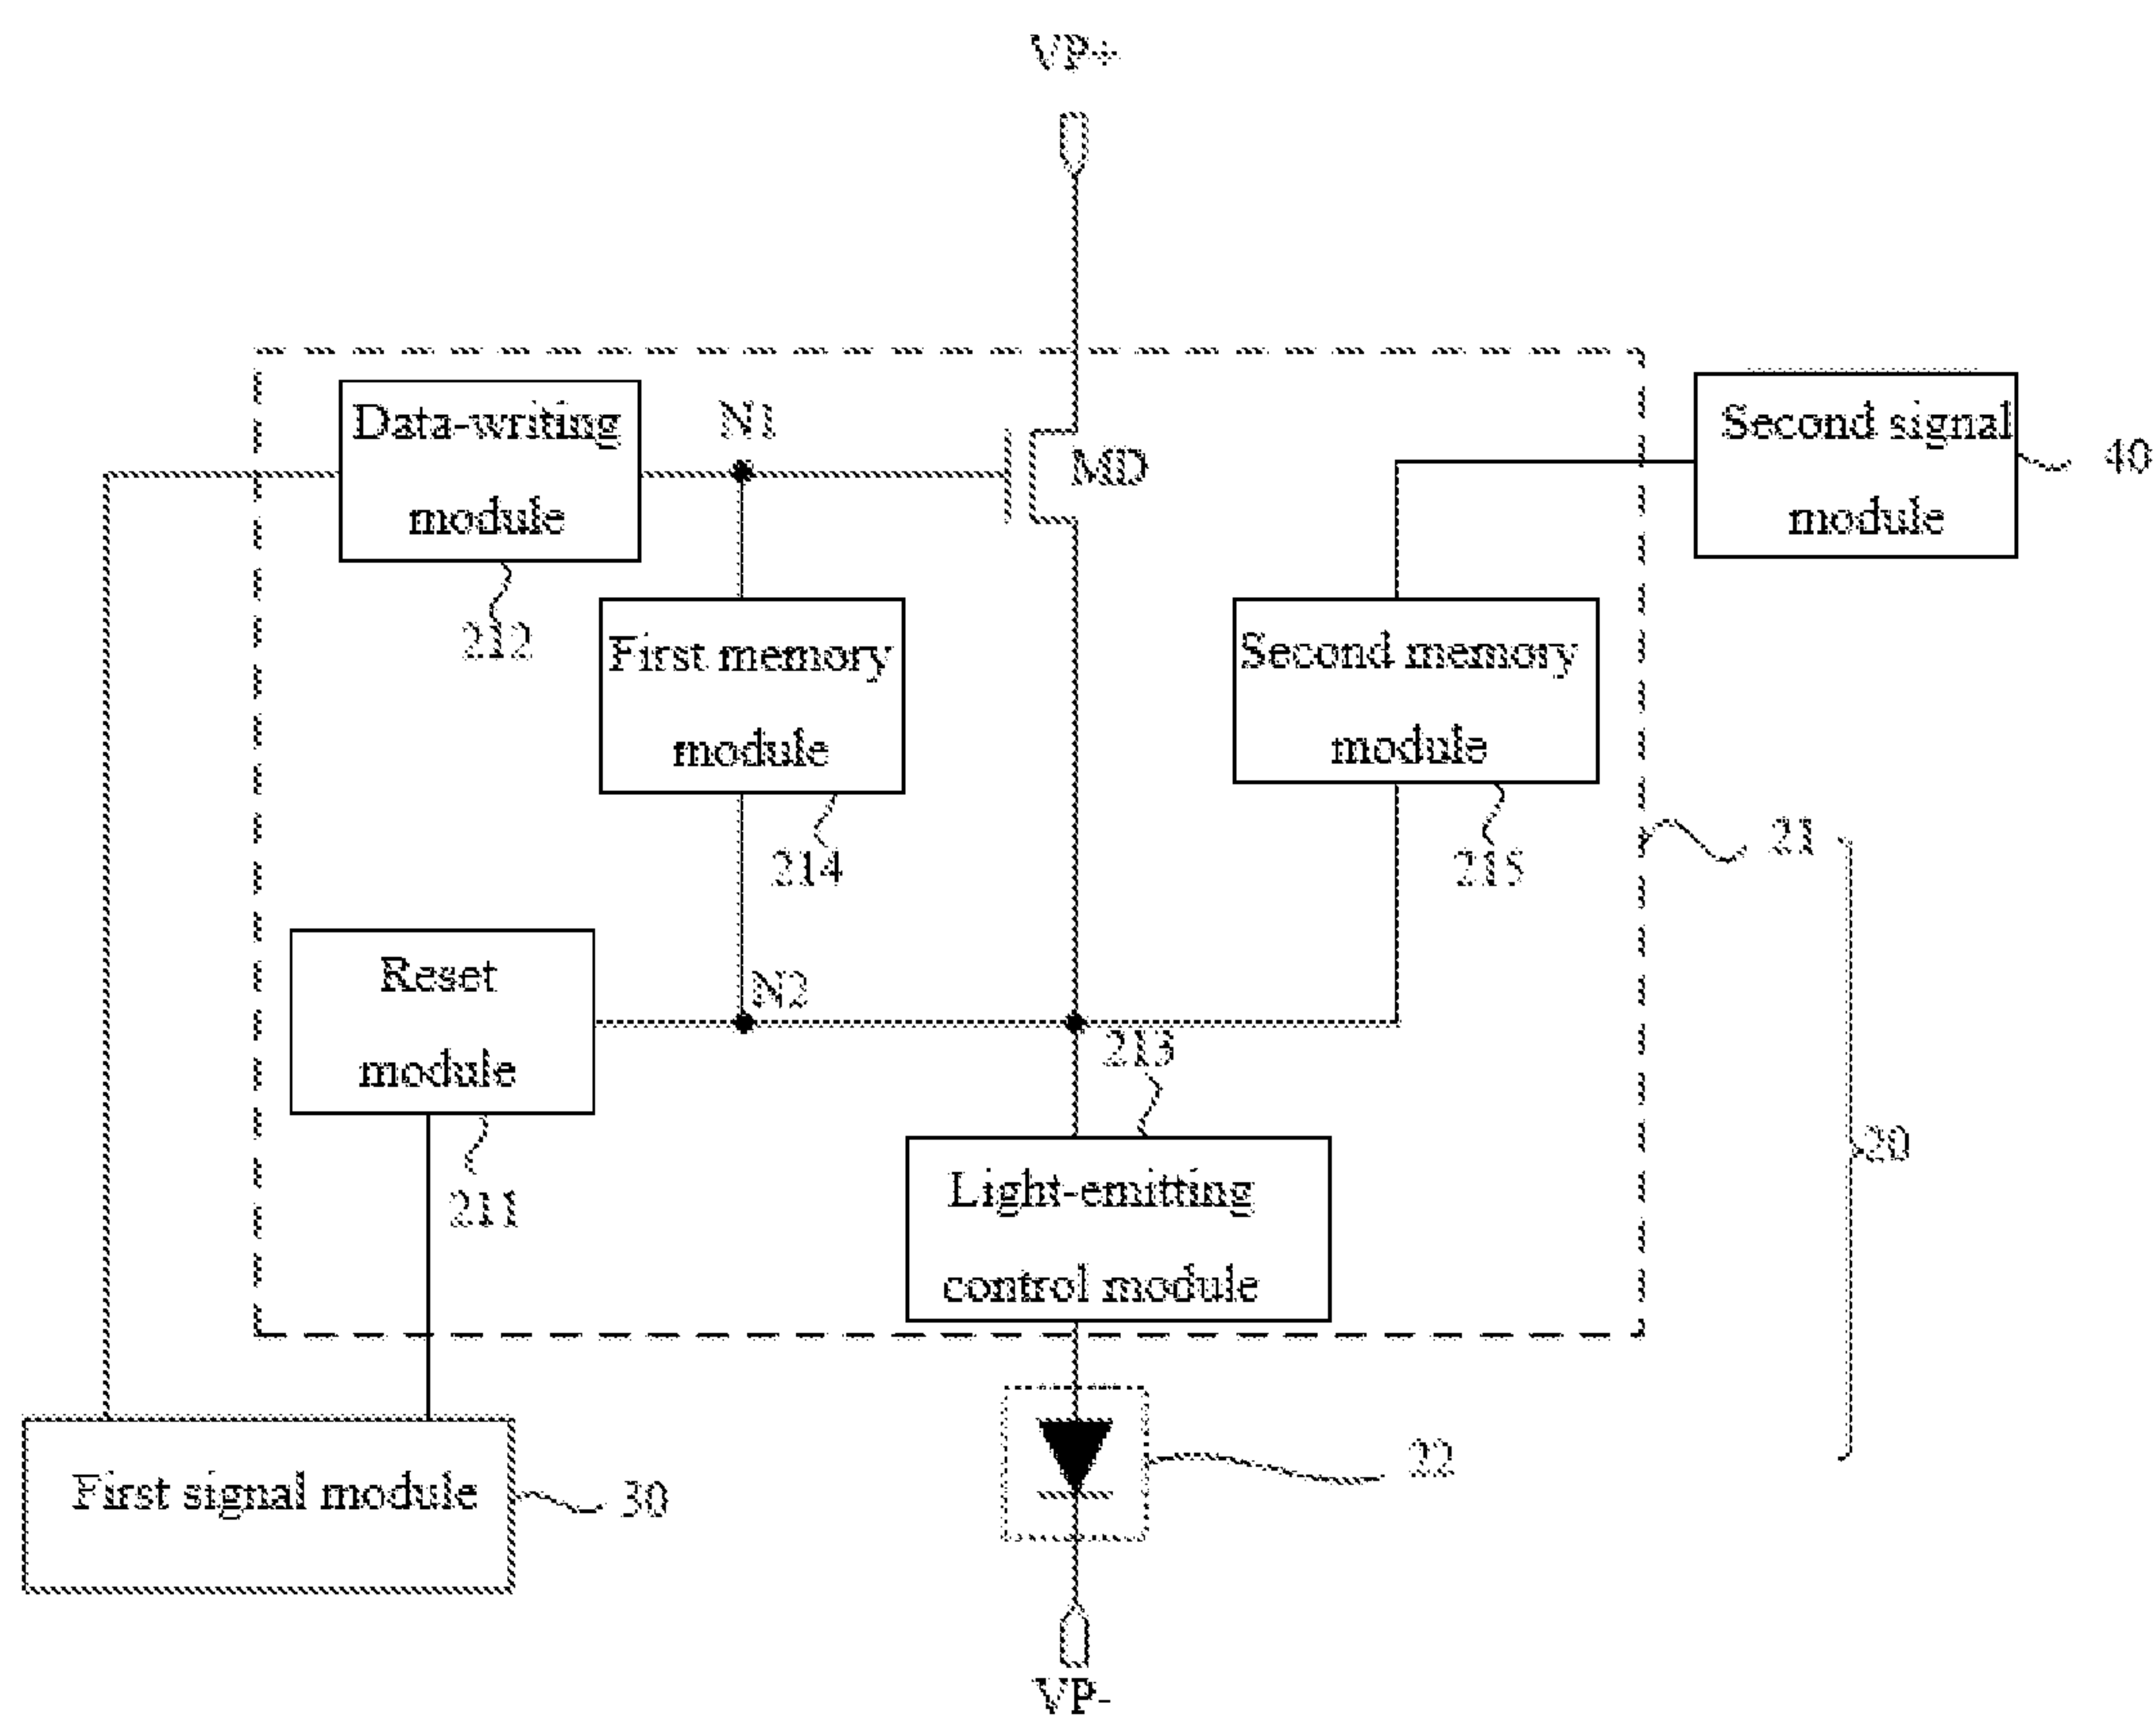 VP+
Data-writing
module
212
N1
MD
Second signal
module
40
First memory
module
214
Second memory
module
215
21
Reset
module
211
N2
213
20
Light-emitting
control module
22
First signal module
30
VP-